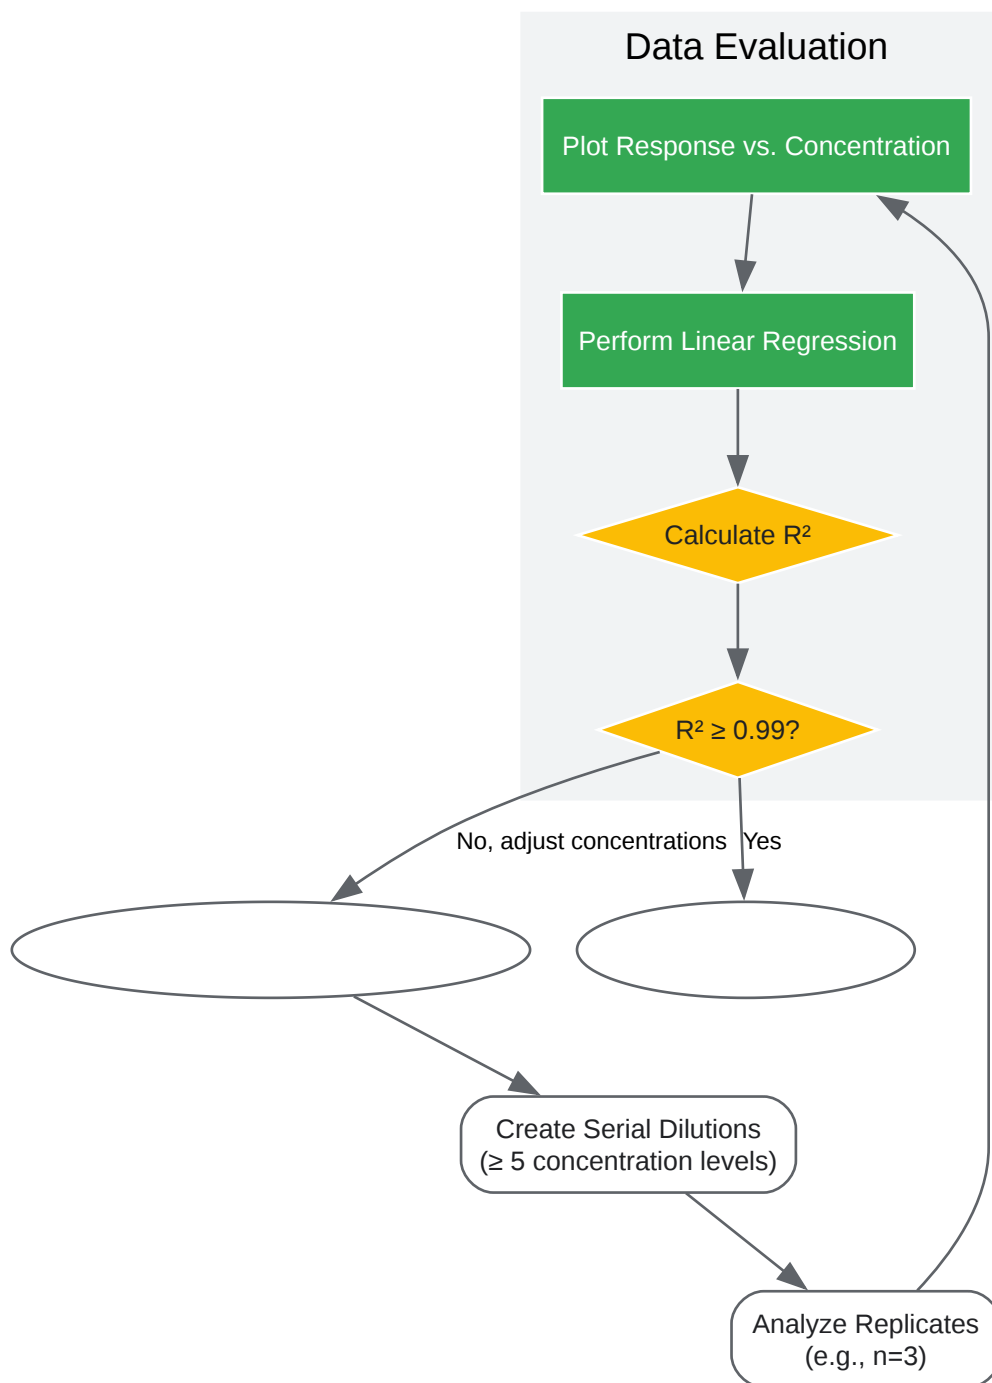 Data Evaluation
Plot Response vs. Concentration
Perform Linear Regression
Calculate R²
R² ≥ 0.99?
No, adjust concentrations
Yes
Create Serial Dilutions
(≥ 5 concentration levels)
Analyze Replicates
(e.g., n=3)